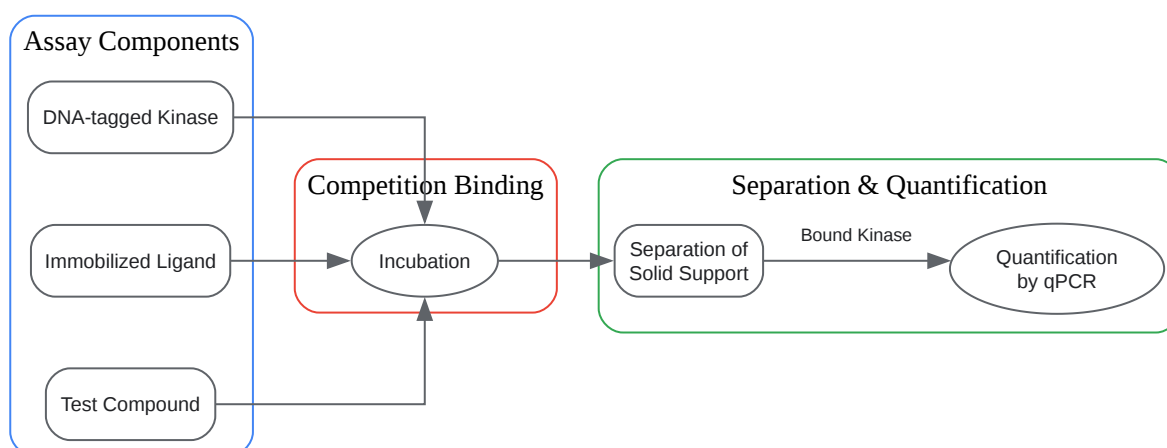 Assay Components
DNA-tagged Kinase
Immobilized Ligand
Test Compound
Competition Binding
Incubation
Separation & Quantification
Separation of
Solid Support
Bound Kinase
Quantification
by qPCR